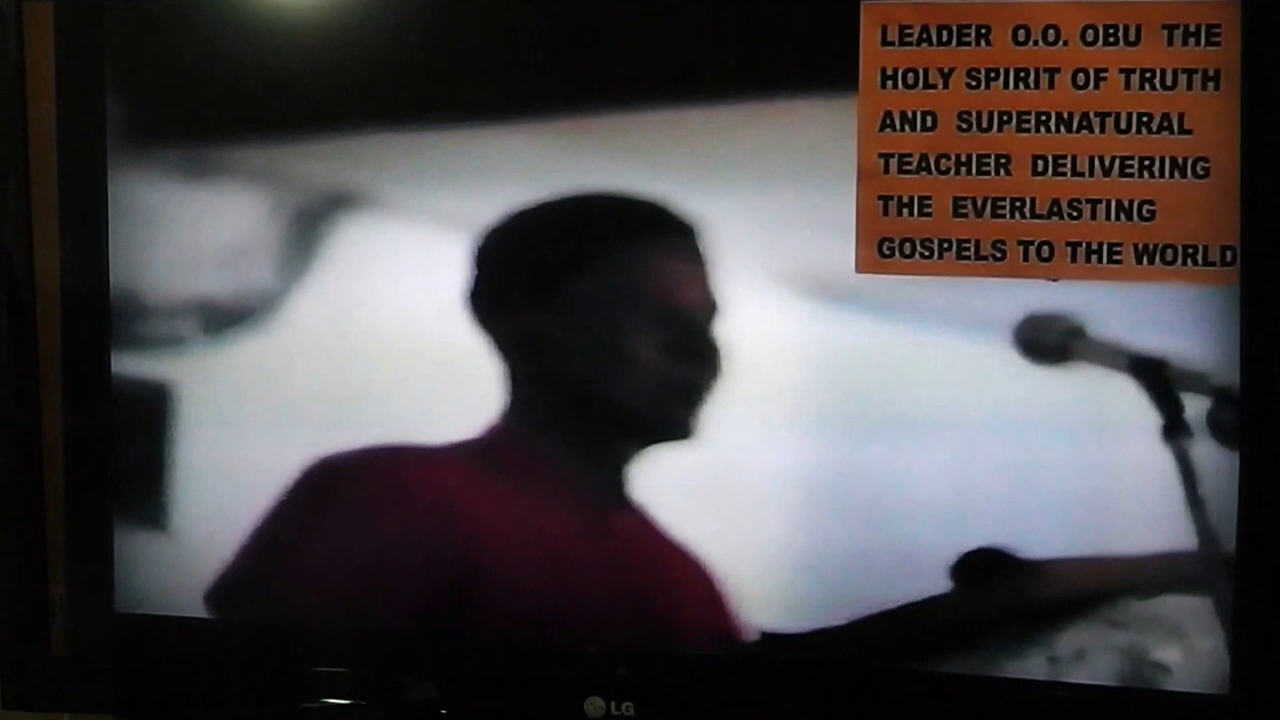 LEADER O.O. OBU THE
HOLY SPIRIT OF TRUTH
AND SUPERNATURAL
TEACHER DELIVERING
THE EVERLASTING
GOSPELS TO THE WORLD
LG